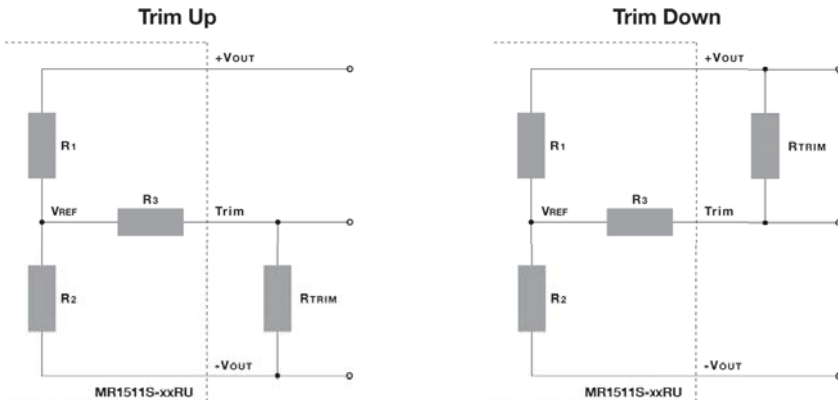 Trim Up
+VOUT
R1
R3
Trim
VREF
R2
RTRIM
-VOUT
MR1511S-xxRU
Trim Down
+VOUT
R1
RTRIM
R3
Trim
VREF
R2
-VOUT
MR1511S-xxRU